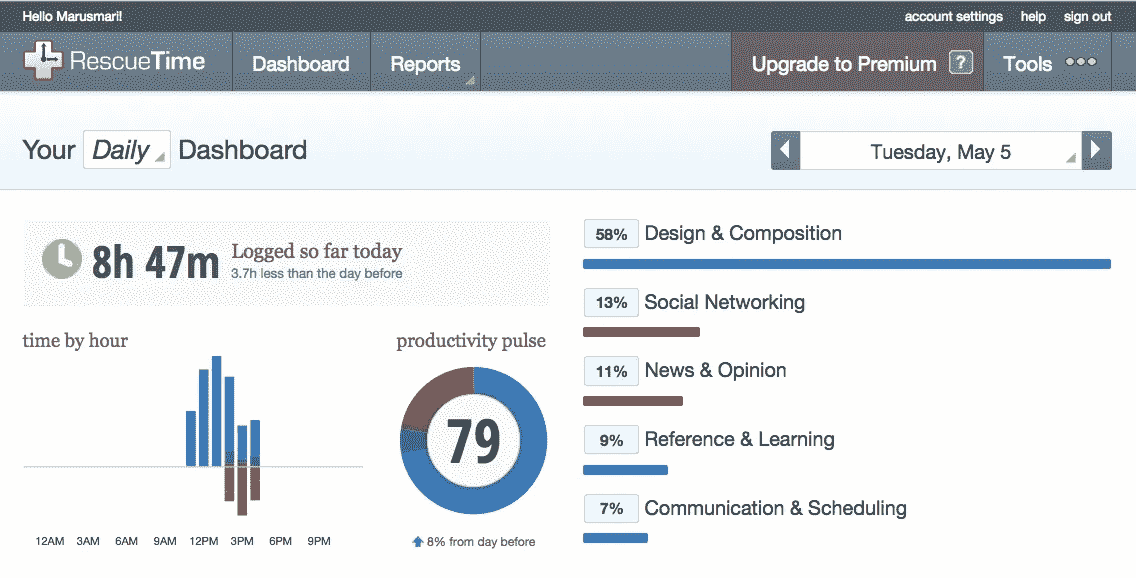 Hello Marusmari!
account settings help sign out
RescueTime Dashboard Reports Upgrade to Premium ? Tools
Your Daily Dashboard
Tuesday, May 5
8h 47m Logged so far today
3.7h less than the day before
time by hour
12AM 3AM 6AM 9AM 12PM 3PM 6PM 9PM
productivity pulse
79
8% from day before
58% Design & Composition
13% Social Networking
11% News & Opinion
9% Reference & Learning
7% Communication & Scheduling